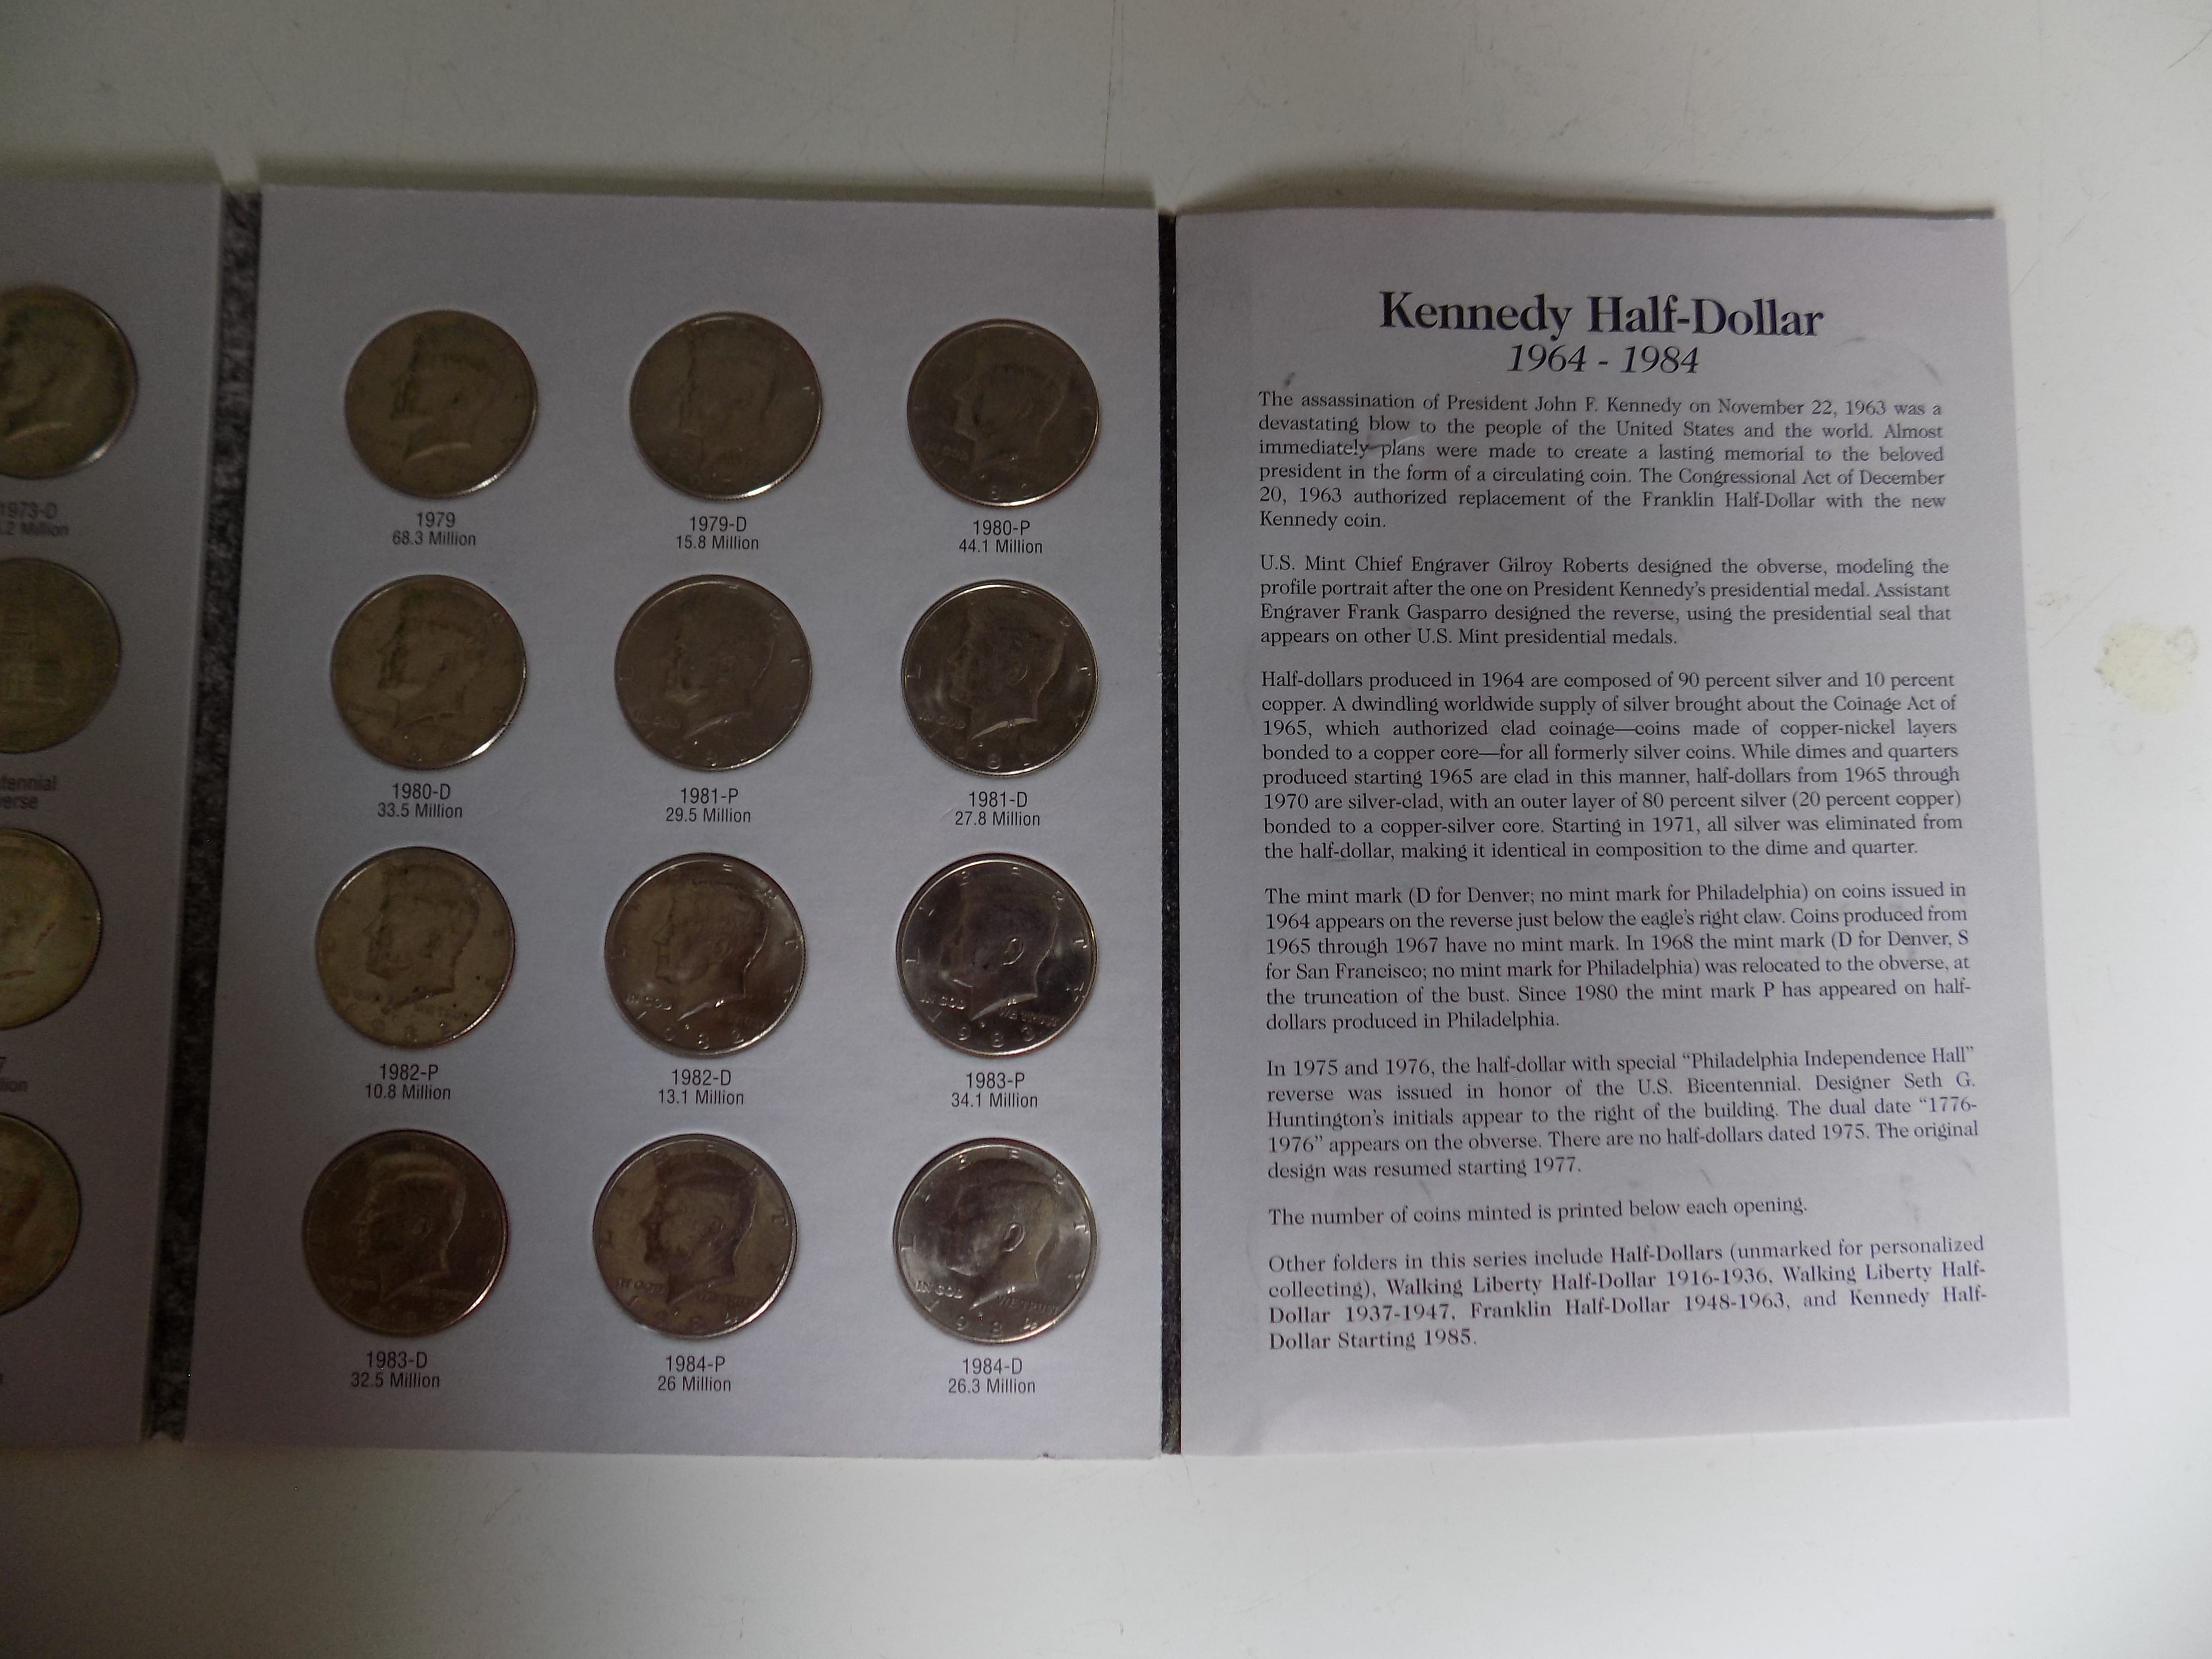 1973-D
.2 Million
tennial
erse
7
lion
1979
68.3 Million
1979-D
15.8 Million
1980-P
44.1 Million
1980-D
33.5 Million
1981-P
29.5 Million
1981-D
27.8 Million
1982-P
10.8 Million
1982-D
13.1 Million
1983-P
34.1 Million
1983-D
32.5 Million
1984-P
26 Million
1984-D
26.3 Million
IN GOD WE TRUST
1983
IN GOD WE TRUST
1984
LIBERTY
Kennedy Half-Dollar
1964 - 1984
The assassination of President John F. Kennedy on November 22, 1963 was a
devastating blow to the people of the United States and the world. Almost
immediately plans were made to create a lasting memorial to the beloved
president in the form of a circulating coin. The Congressional Act of December
20, 1963 authorized replacement of the Franklin Half-Dollar with the new
Kennedy coin.
U.S. Mint Chief Engraver Gilroy Roberts designed the obverse, modeling the
profile portrait after the one on President Kennedy's presidential medal. Assistant
Engraver Frank Gasparro designed the reverse, using the presidential seal that
appears on other U.S. Mint presidential medals.
Half-dollars produced in 1964 are composed of 90 percent silver and 10 percent
copper. A dwindling worldwide supply of silver brought about the Coinage Act of
1965, which authorized clad coinage—coins made of copper-nickel layers
bonded to a copper core—for all formerly silver coins. While dimes and quarters
produced starting 1965 are clad in this manner, half-dollars from 1965 through
1970 are silver-clad, with an outer layer of 80 percent silver (20 percent copper)
bonded to a copper-silver core. Starting in 1971, all silver was eliminated from
the half-dollar, making it identical in composition to the dime and quarter.
The mint mark (D for Denver; no mint mark for Philadelphia) on coins issued in
1964 appears on the reverse just below the eagle's right claw. Coins produced from
1965 through 1967 have no mint mark. In 1968 the mint mark (D for Denver, S
for San Francisco; no mint mark for Philadelphia) was relocated to the obverse, at
the truncation of the bust. Since 1980 the mint mark P has appeared on half-
dollars produced in Philadelphia.
In 1975 and 1976, the half-dollar with special “Philadelphia Independence Hall”
reverse was issued in honor of the U.S. Bicentennial. Designer Seth G.
Huntington's initials appear to the right of the building. The dual date “1776-
1976” appears on the obverse. There are no half-dollars dated 1975. The original
design was resumed starting 1977.
The number of coins minted is printed below each opening.
Other folders in this series include Half-Dollars (unmarked for personalized
collecting), Walking Liberty Half-Dollar 1916-1936, Walking Liberty Half-
Dollar 1937-1947, Franklin Half-Dollar 1948-1963, and Kennedy Half-
Dollar Starting 1985.